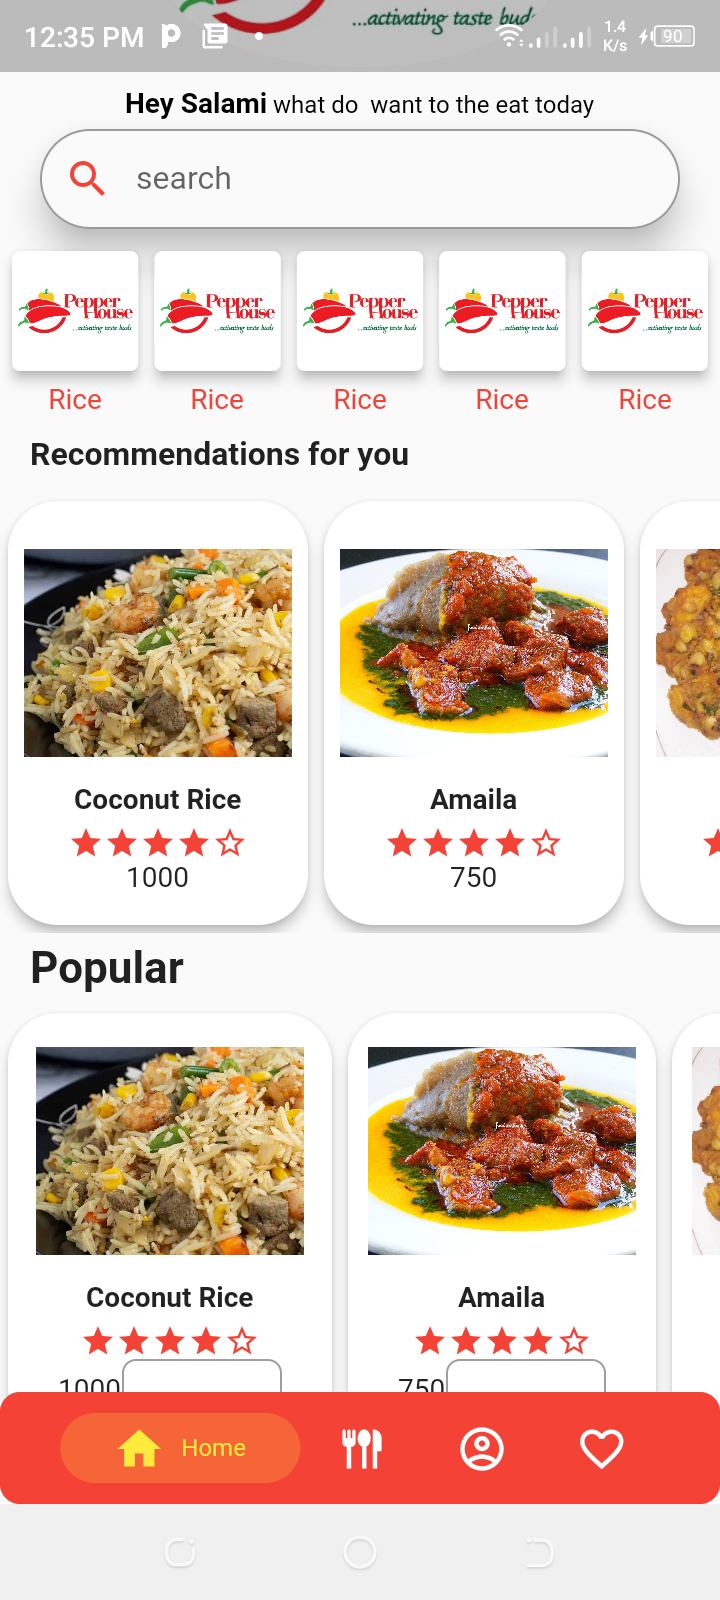 ...activating taste bud
12:35 PM
1.4
K/s
90
Hey Salami what do  want to the eat today
search
Pepper House ...activating taste buds
Pepper House ...activating taste buds
Pepper House ...activating taste buds
Pepper House ...activating taste buds
Pepper House ...activating taste buds
Rice Rice Rice Rice Rice
Recommendations for you
Coconut Rice Amaila
1000 750
Popular
Coconut Rice Amaila
1000 750
Home